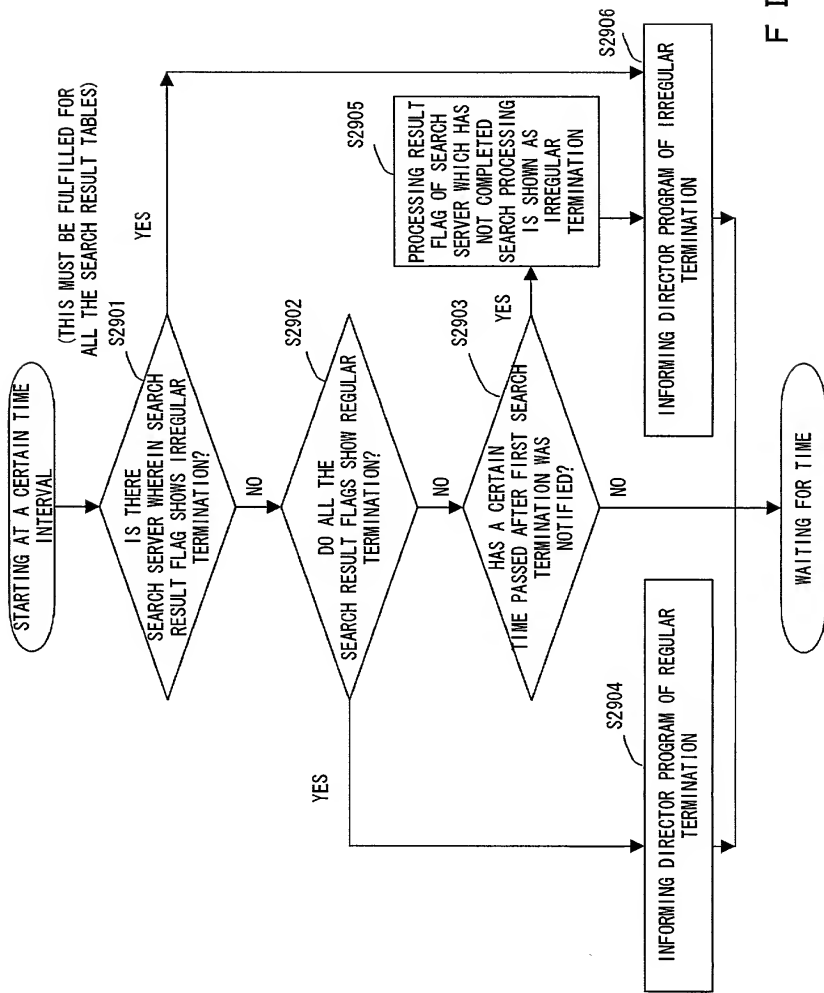 STARTING AT A CERTAIN TIME
INTERVAL
(THIS MUST BE FULFILLED FOR
ALL THE SEARCH RESULT TABLES)
S2901
IS THERE
SEARCH SERVER WHEREIN SEARCH
RESULT FLAG SHOWS IRREGULAR
TERMINATION?
YES
NO
S2902
DO ALL THE
SEARCH RESULT FLAGS SHOW REGULAR
TERMINATION?
YES
NO
S2903
HAS A CERTAIN
TIME PASSED AFTER FIRST SEARCH
TERMINATION WAS
NOTIFIED?
YES
NO
S2905
PROCESSING RESULT
FLAG OF SEARCH
SERVER WHICH HAS
NOT COMPLETED
SEARCH PROCESSING
IS SHOWN AS
IRREGULAR
TERMINATION
S2904
INFORMING DIRECTOR PROGRAM OF REGULAR
TERMINATION
S2906
INFORMING DIRECTOR PROGRAM OF IRREGULAR
TERMINATION
WAITING FOR TIME